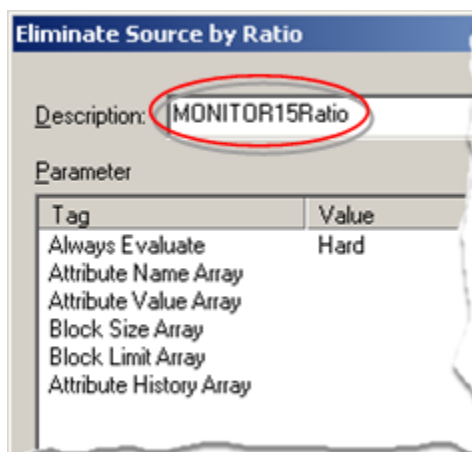 Eliminate Source by Ratio
Description: MONITOR15Ratio
Parameter
Tag Value
Always Evaluate Hard
Attribute Name Array
Attribute Value Array
Block Size Array
Block Limit Array
Attribute History Array